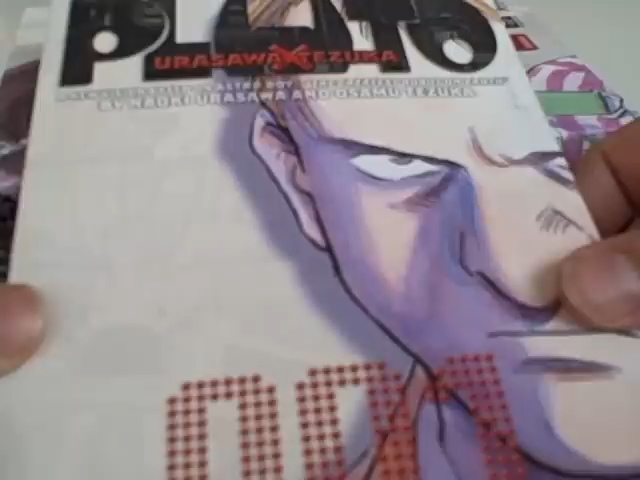 PLUTO
URASAWA X TEZUKA
BY NAOKI URASAWA AND OSAMU TEZUKA
001